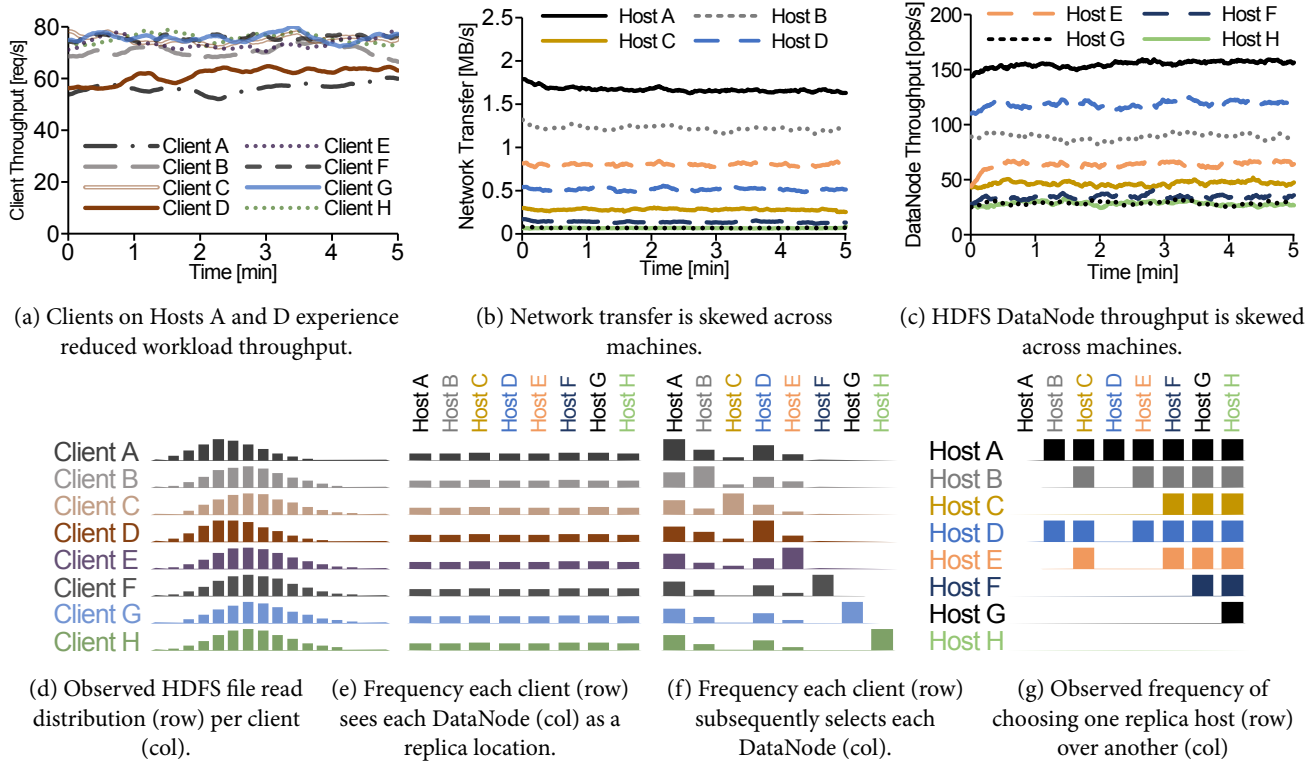 Client Throughput [req/s]
80
60
40
20
0
Client A
Client B
Client C
Client D
Client E
Client F
Client G
Client H
0 1 2 3 4 5
Time [min]
(a) Clients on Hosts A and D experience
reduced workload throughput.
Network Transfer [MB/s]
2.5
2
1.5
1
0.5
0
Host A
Host B
Host C
Host D
0 1 2 3 4 5
Time [min]
(b) Network transfer is skewed across
machines.
DataNode Throughput [ops/s]
200
150
100
50
0
Host E
Host F
Host G
Host H
0 1 2 3 4 5
Time [min]
(c) HDFS DataNode throughput is skewed
across machines.
Client A
Client B
Client C
Client D
Client E
Client F
Client G
Client H
(d) Observed HDFS file read
distribution (row) per client
(col).
Host A
Host B
Host C
Host D
Host E
Host F
Host G
Host H
(e) Frequency each client (row)
sees each DataNode (col) as a
replica location.
Host A
Host B
Host C
Host D
Host E
Host F
Host G
Host H
(f) Frequency each client (row)
subsequently selects each
DataNode (col).
Host A
Host B
Host C
Host D
Host E
Host F
Host G
Host H
Host A
Host B
Host C
Host D
Host E
Host F
Host G
Host H
(g) Observed frequency of
choosing one replica host (row)
over another (col)